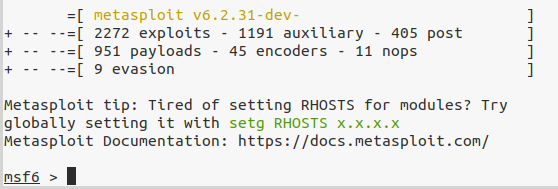 =[ metasploit v6.2.31-dev- ]
+ -- --=[ 2272 exploits - 1191 auxiliary - 405 post ]
+ -- --=[ 951 payloads - 45 encoders - 11 nops ]
+ -- --=[ 9 evasion ]
Metasploit tip: Tired of setting RHOSTS for modules? Try
globally setting it with setg RHOSTS x.x.x.x
Metasploit Documentation: https://docs.metasploit.com/
msf6 >